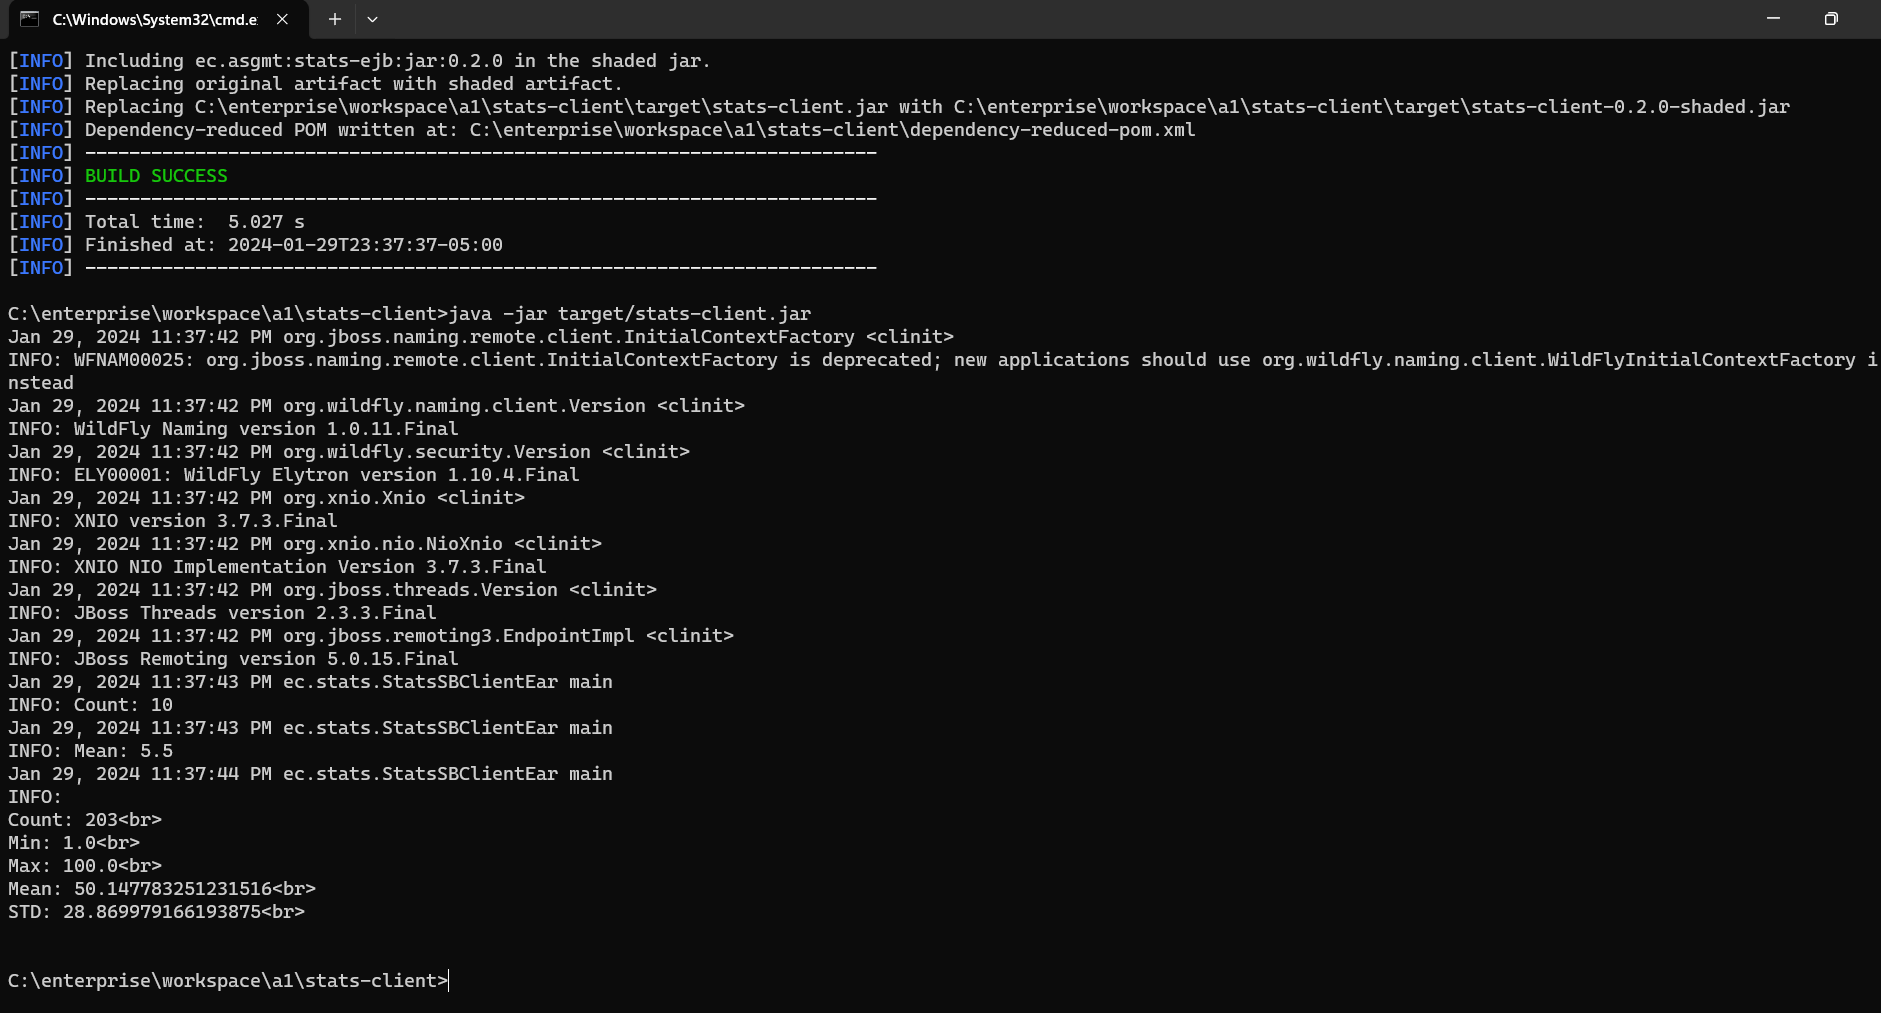 C:\Windows\System32\cmd.e
[INFO] Including ec.asgmt:stats-ejb:jar:0.2.0 in the shaded jar.
[INFO] Replacing original artifact with shaded artifact.
[INFO] Replacing C:\enterprise\workspace\a1\stats-client\target\stats-client.jar with C:\enterprise\workspace\a1\stats-client\target\stats-client-0.2.0-shaded.jar
[INFO] Dependency-reduced POM written at: C:\enterprise\workspace\a1\stats-client\dependency-reduced-pom.xml
[INFO] ------------------------------------------------------------------------
[INFO] BUILD SUCCESS
[INFO] ------------------------------------------------------------------------
[INFO] Total time:  5.027 s
[INFO] Finished at: 2024-01-29T23:37:37-05:00
[INFO] ------------------------------------------------------------------------
C:\enterprise\workspace\a1\stats-client>java -jar target/stats-client.jar
Jan 29, 2024 11:37:42 PM org.jboss.naming.remote.client.InitialContextFactory <clinit>
INFO: WFNAM00025: org.jboss.naming.remote.client.InitialContextFactory is deprecated; new applications should use org.wildfly.naming.client.WildFlyInitialContextFactory i
nstead
Jan 29, 2024 11:37:42 PM org.wildfly.naming.client.Version <clinit>
INFO: WildFly Naming version 1.0.11.Final
Jan 29, 2024 11:37:42 PM org.wildfly.security.Version <clinit>
INFO: ELY00001: WildFly Elytron version 1.10.4.Final
Jan 29, 2024 11:37:42 PM org.xnio.Xnio <clinit>
INFO: XNIO version 3.7.3.Final
Jan 29, 2024 11:37:42 PM org.xnio.nio.NioXnio <clinit>
INFO: XNIO NIO Implementation Version 3.7.3.Final
Jan 29, 2024 11:37:42 PM org.jboss.threads.Version <clinit>
INFO: JBoss Threads version 2.3.3.Final
Jan 29, 2024 11:37:42 PM org.jboss.remoting3.EndpointImpl <clinit>
INFO: JBoss Remoting version 5.0.15.Final
Jan 29, 2024 11:37:43 PM ec.stats.StatsSBClientEar main
INFO: Count: 10
Jan 29, 2024 11:37:43 PM ec.stats.StatsSBClientEar main
INFO: Mean: 5.5
Jan 29, 2024 11:37:44 PM ec.stats.StatsSBClientEar main
INFO:
Count: 203<br>
Min: 1.0<br>
Max: 100.0<br>
Mean: 50.147783251231516<br>
STD: 28.869979166193875<br>
C:\enterprise\workspace\a1\stats-client>